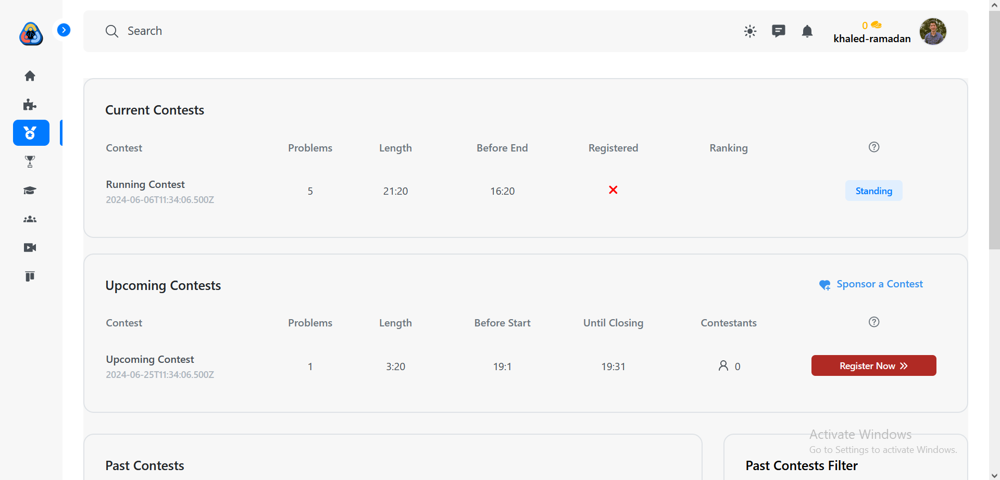 Search
0
khaled-ramadan
Current Contests
Contest Problems Length Before End Registered Ranking
Running Contest
2024-06-06T11:34:06.500Z
5 21:20 16:20
Standing
Upcoming Contests
Sponsor a Contest
Contest Problems Length Before Start Until Closing Contestants
Upcoming Contest
2024-06-25T11:34:06.500Z
1 3:20 19:1 19:31 0
Register Now
Past Contests
Past Contests Filter
Activate Windows
Go to Settings to activate Windows.